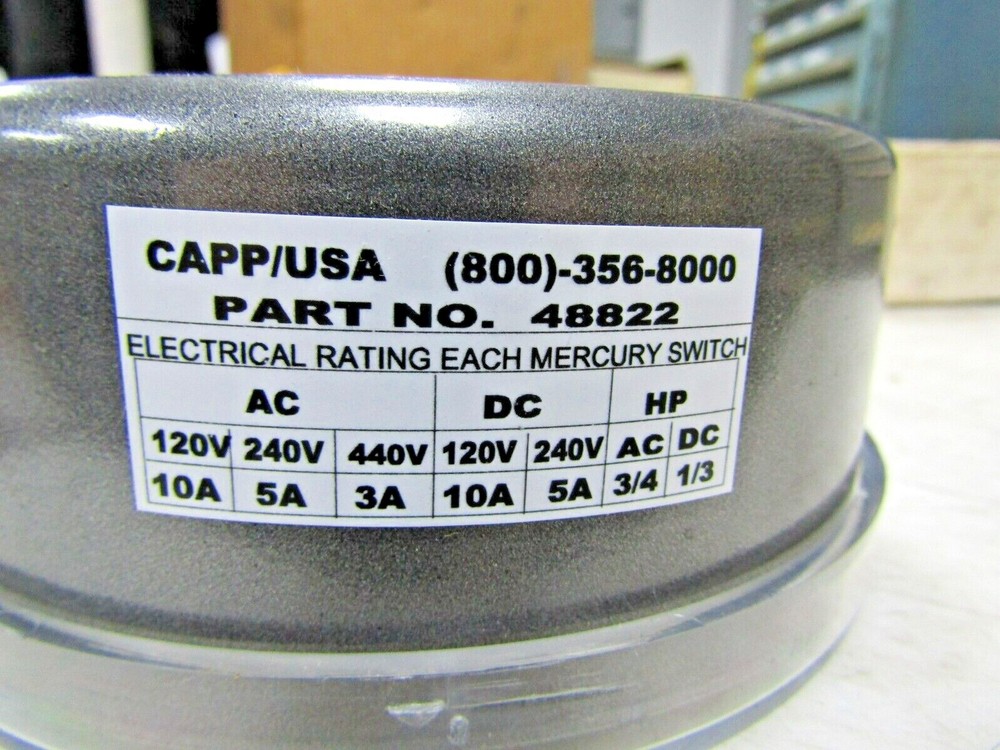 CAPP/USA (800)-356-8000
PART NO. 48822
ELECTRICAL RATING EACH MERCURY SWITCH
AC DC HP
120V 240V 440V 120V 240V AC DC
10A 5A 3A 10A 5A 3/4 1/3